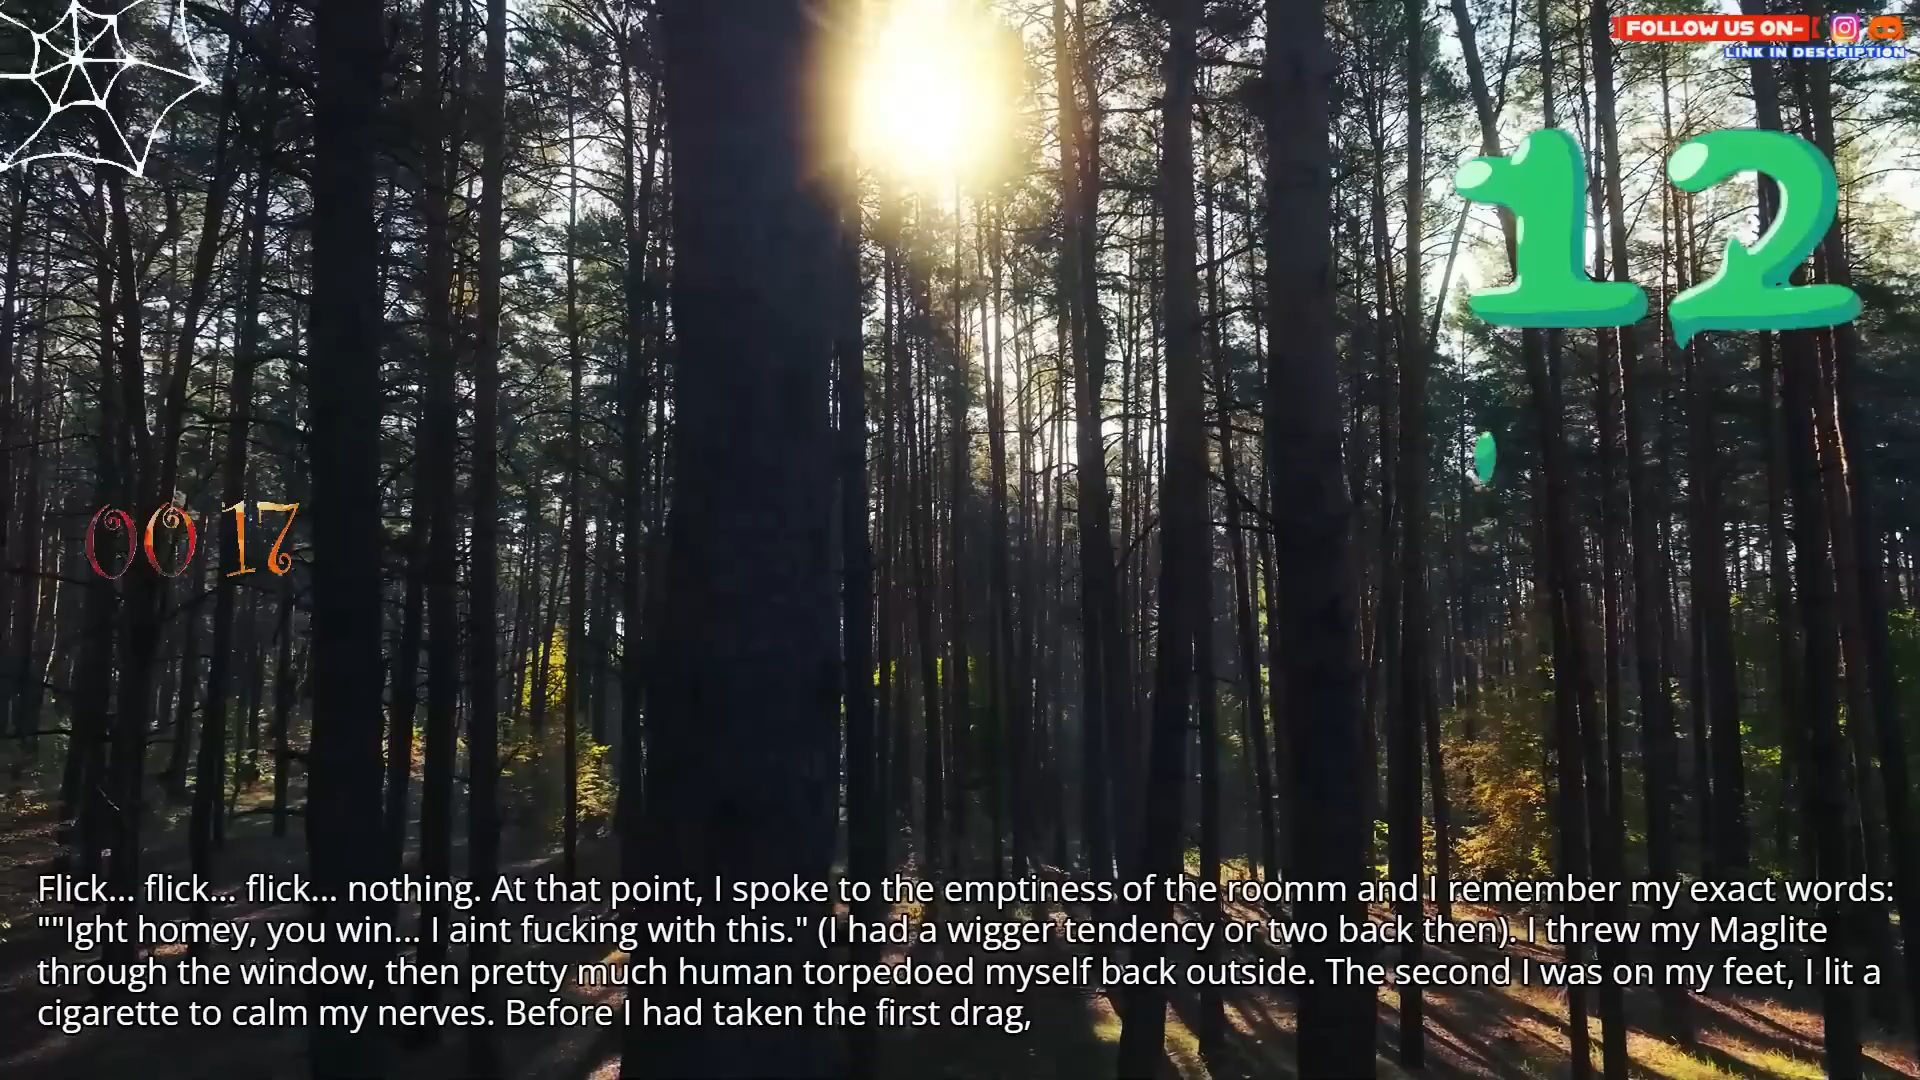 FOLLOW US ON-
LINK IN DESCRIPTION
12
00 17
Flick... flick... flick... nothing. At that point, I spoke to the emptiness of the roomm and I remember my exact words:
""Ight homey, you win... I aint fucking with this." (I had a wigger tendency or two back then). I threw my Maglite
through the window, then pretty much human torpedoed myself back outside. The second I was on my feet, I lit a
cigarette to calm my nerves. Before I had taken the first drag,